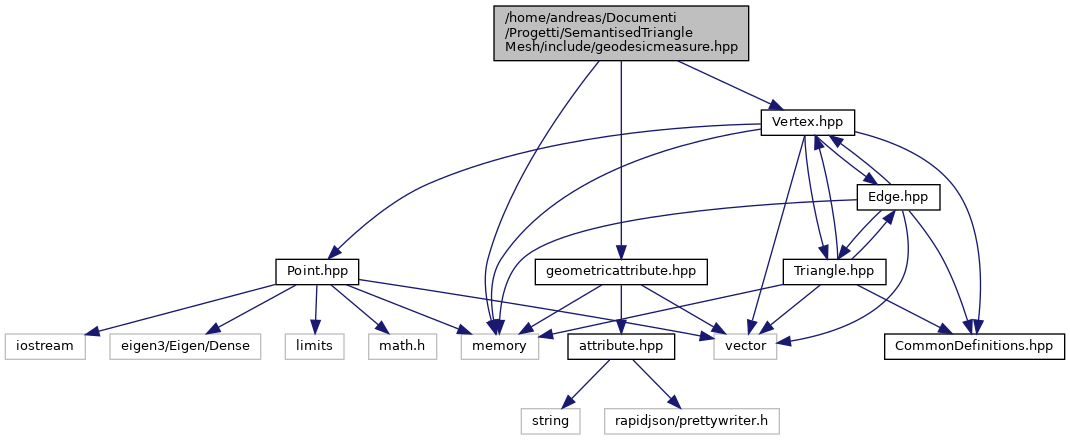 /home/andreas/Documenti
/Progetti/SemantisedTriangle
Mesh/include/geodesicmeasure.hpp
Vertex.hpp
Edge.hpp
Point.hpp
geometricattribute.hpp
Triangle.hpp
iostream
eigen3/Eigen/Dense
limits
math.h
memory
attribute.hpp
vector
CommonDefinitions.hpp
string
rapidjson/prettywriter.h